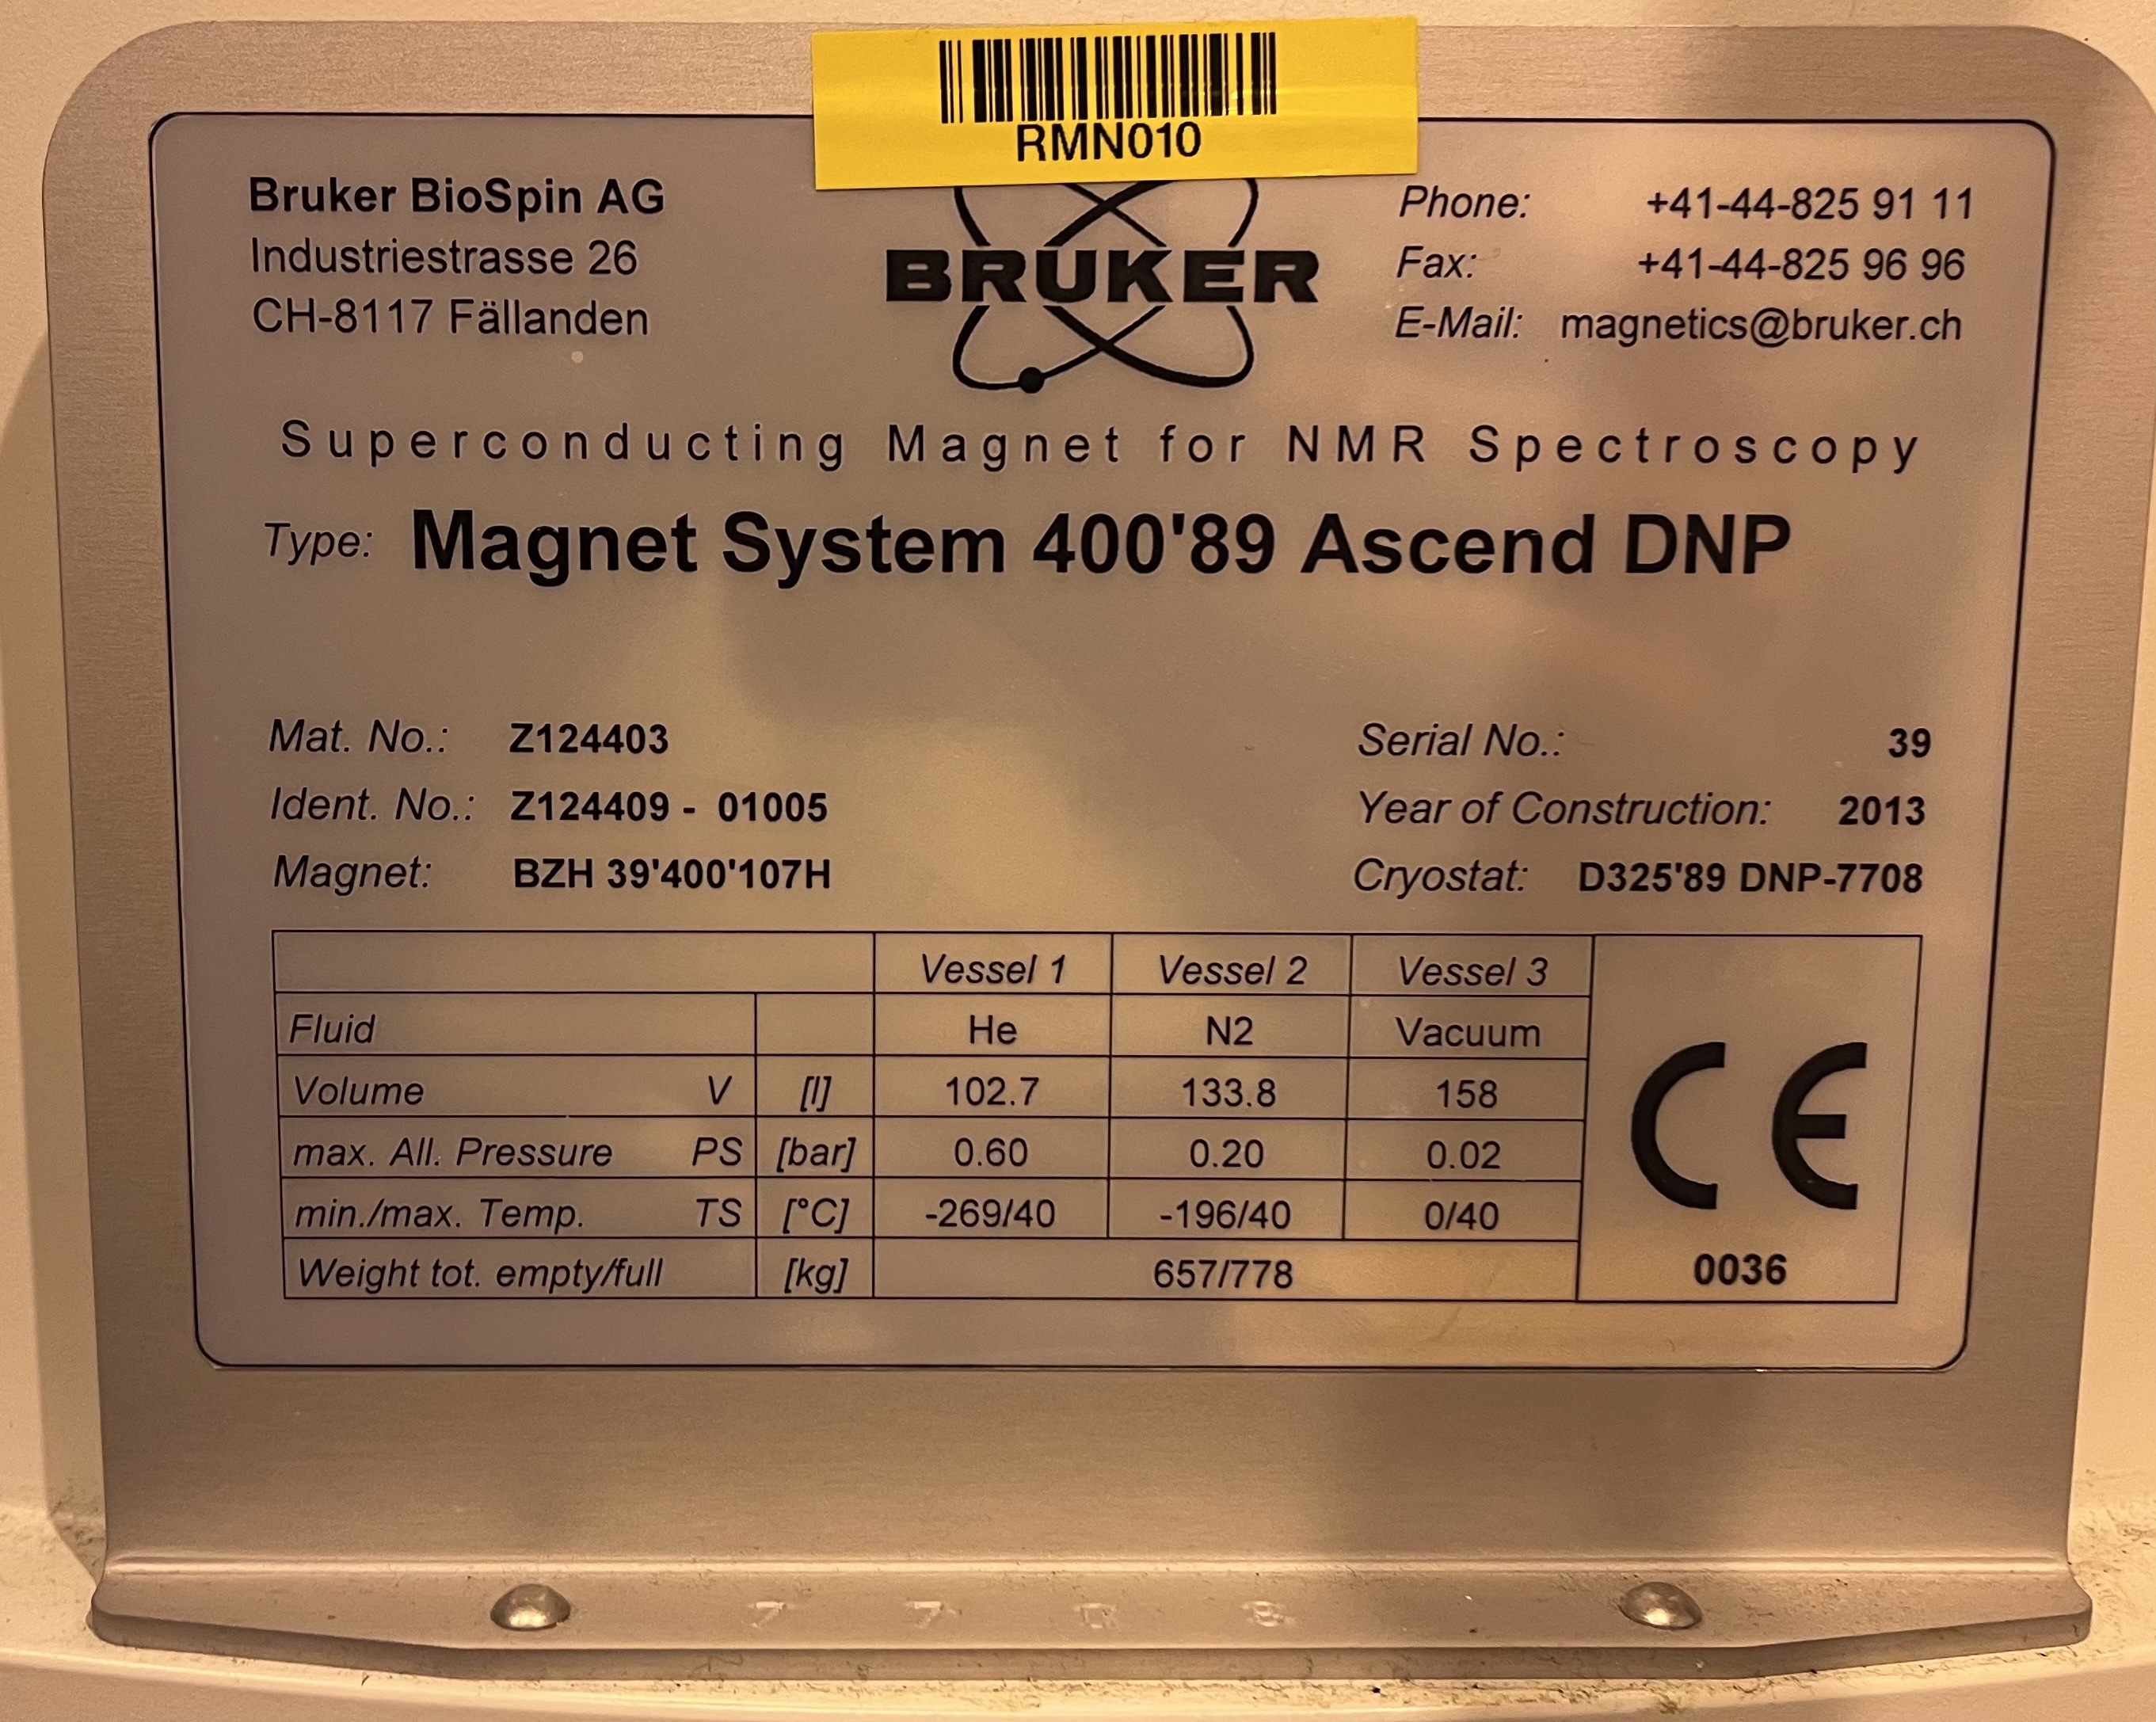 RMN010
Bruker BioSpin AG
Industriestrasse 26
CH-8117 Fällanden
BRUKER
Phone: +41-44-825 91 11
Fax: +41-44-825 96 96
E-Mail: magnetics@bruker.ch
Superconducting Magnet for NMR Spectroscopy
Type: Magnet System 400'89 Ascend DNP
Mat. No.: Z124403
Ident. No.: Z124409 - 01005
Magnet: BZH 39'400'107H
Serial No.: 39
Year of Construction: 2013
Cryostat: D325'89 DNP-7708
Vessel 1 Vessel 2 Vessel 3
Fluid He N2 Vacuum
Volume V [l] 102.7 133.8 158
max. All. Pressure PS [bar] 0.60 0.20 0.02
min./max. Temp. TS [°C] -269/40 -196/40 0/40
Weight tot. empty/full [kg] 657/778
CE
0036
7 7 0 8